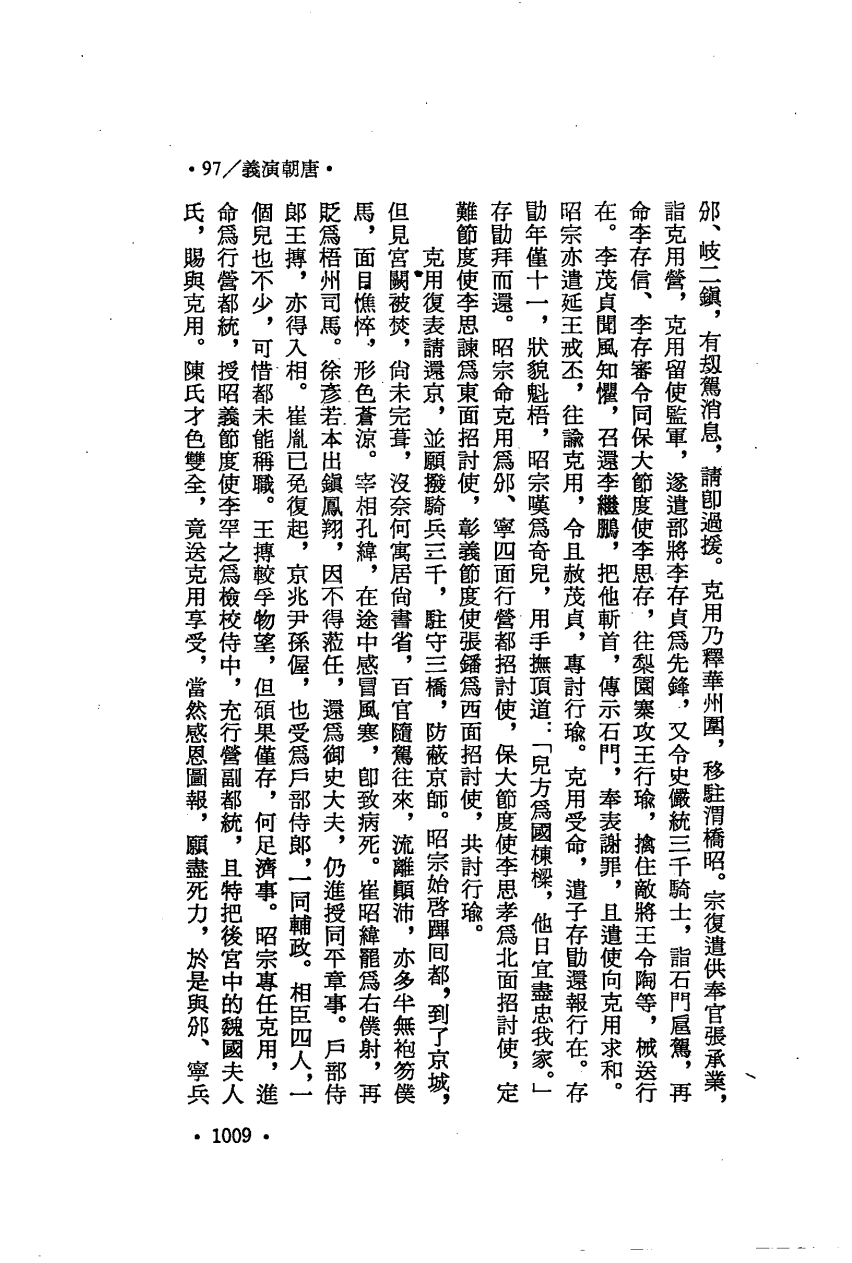 •97／義演朝唐•
邠、岐二鎮，有刼駕消息，請卽過援。克用乃釋華州圍，移駐渭橋昭。宗復遣供奉官張承業，
詣克用營，克用留使監軍，遂遣部將李存貞爲先鋒，又令史儼統三千騎士，詣石門扈駕，再
命李存信、李存審令同保大節度使李思存，往梨園寨攻王行瑜，擒住敵將王令陶等，械送行
在。李茂貞聞風知懼，召還李繼鵬，把他斬首，傳示石門，奉表謝罪，且遣使向克用求和。
昭宗亦遣延王戒丕，往諭克用，令且赦茂貞，專討行瑜。克用受命，遣子存勖還報行在。存
勖年僅十一，狀貌魁梧，昭宗嘆爲奇兒，用手撫頂道：「兒方爲國棟樑，他日宜盡忠我家。」
存勖拜而還。昭宗命克用爲邠、寧四面行營都招討使，保大節度使李思孝爲北面招討使，定
難節度使李思諫爲東面招討使，彰義節度使張鐇爲西面招討使，共討行瑜。
克用復表請還京，並願撥騎兵三千，駐守三橋，防蔽京師。昭宗始啓蹕囘都，到了京城，
但見宮闕被焚，尙未完葺，沒奈何寓居尙書省，百官隨駕往來，流離顚沛，亦多半無袍笏僕
馬，面目憔悴，形色蒼涼。宰相孔緯，在途中感冒風寒，卽致病死。崔昭緯罷爲右僕射，再
貶爲梧州司馬。徐彥若本出鎮鳳翔，因不得蒞任，還爲御史大夫，仍進授同平章事。戶部侍
郎王摶，亦得入相。崔胤已免復起，京兆尹孫偓，也受爲戶部侍郎，一同輔政。相臣四人，一
個兒也不少，可惜都未能稱職。王摶較孚物望，但碩果僅存，何足濟事。昭宗專任克用，進
命爲行營都統，授昭義節度使李罕之爲檢校侍中，充行營副都統，且特把後宮中的魏國夫人
氏，賜與克用。陳氏才色雙全，竟送克用享受，當然感恩圖報，願盡死力，於是與邠、寧兵
•1009•